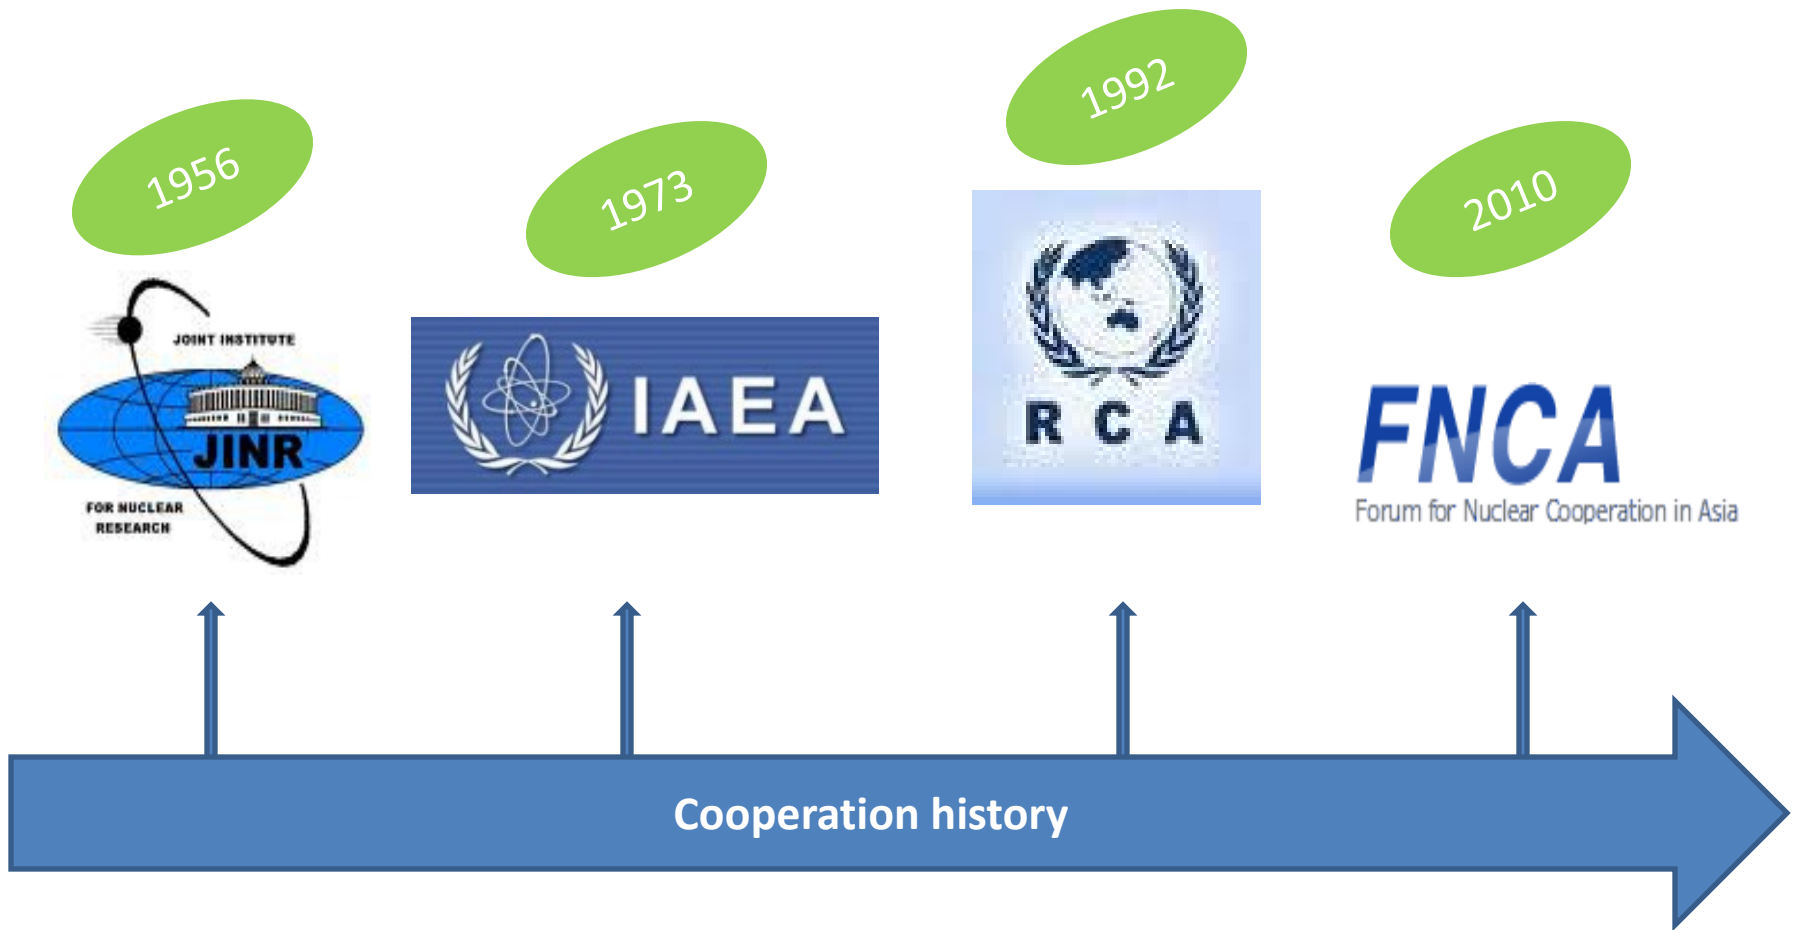 1956
1973
1992
2010
JOINT INSTITUTE
JINR
FOR NUCLEAR
RESEARCH
IAEA
R C A
FNCA
Forum for Nuclear Cooperation in Asia
Cooperation history